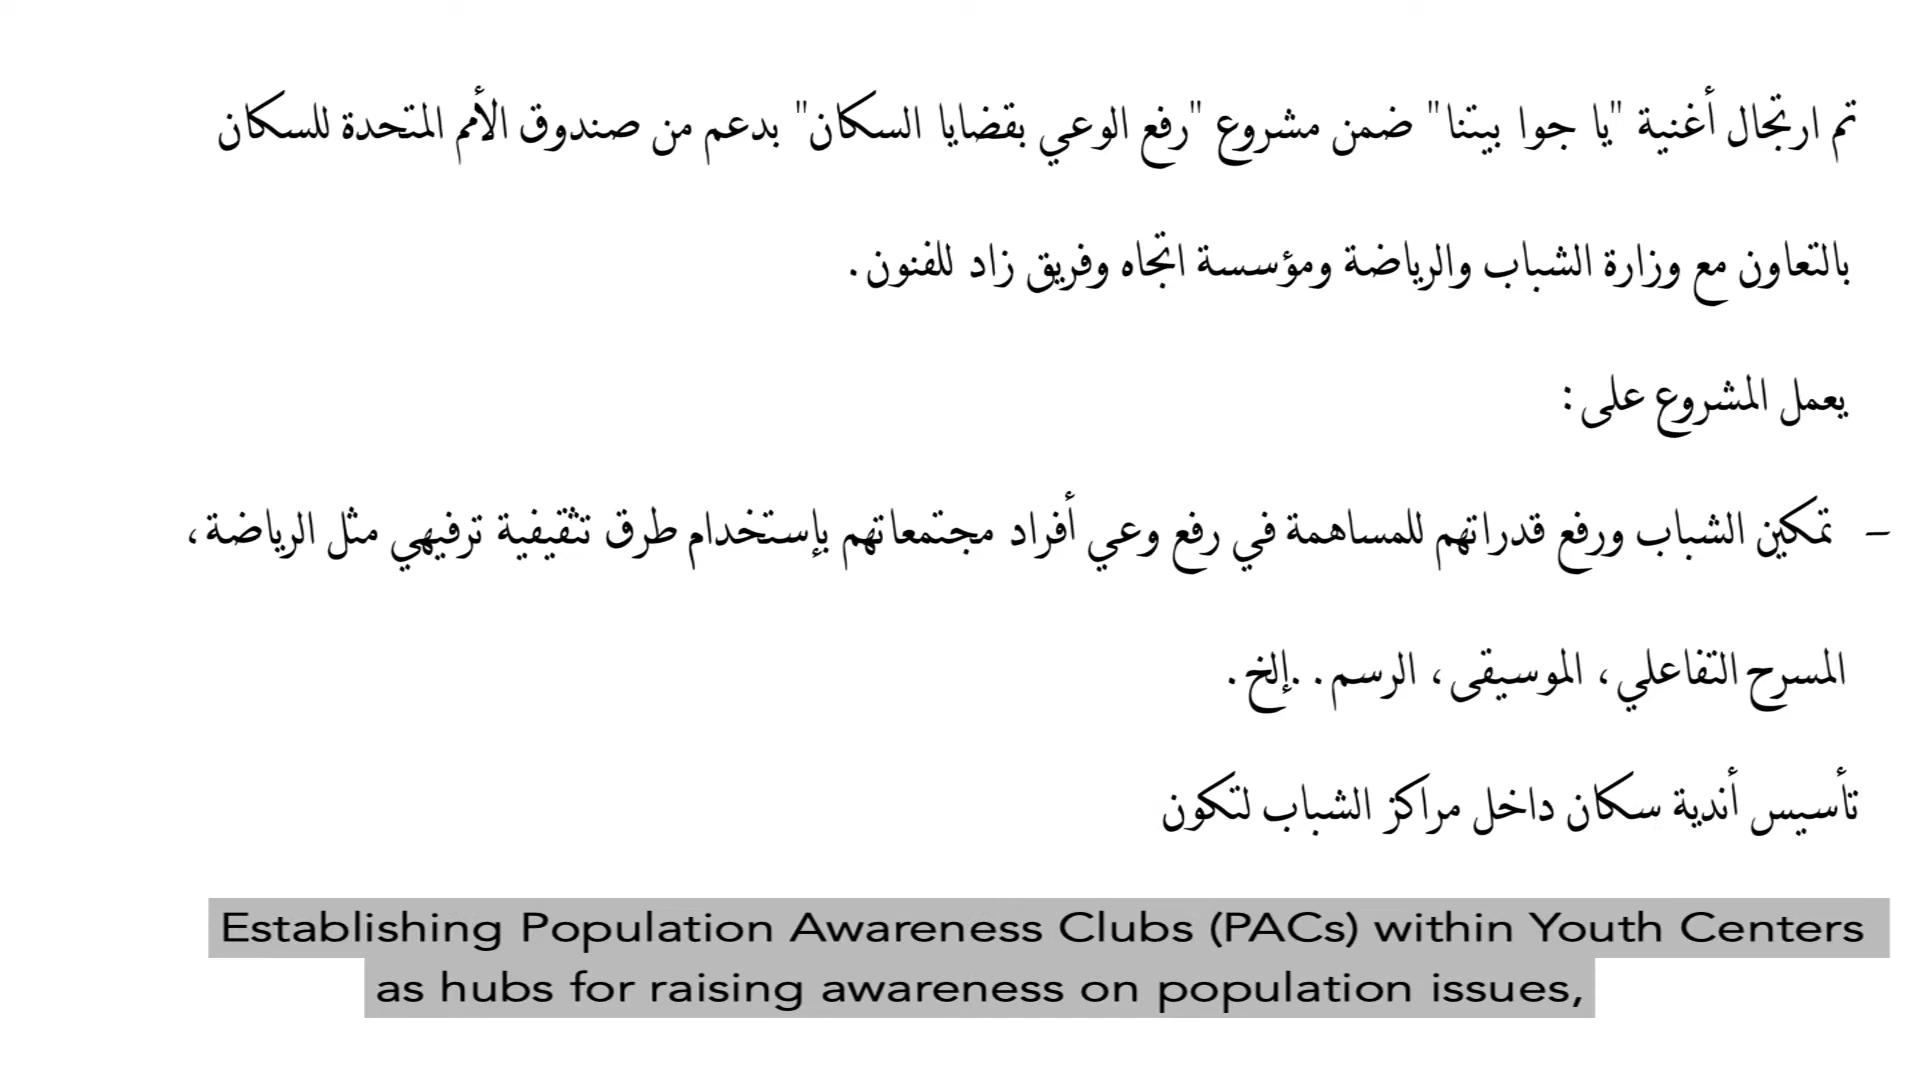 تم ارتجال أغنية "يا جوا بيتنا" ضمن مشروع "رفع الوعي بقضايا السكان" بدعم من صندوق الأمم المتحدة للسكان
بالتعاون مع وزارة الشباب والرياضة ومؤسسة اتجاه وفريق زاد للفنون.
يعمل المشروع على:
- تمكين الشباب ورفع قدراتهم للمساهمة في رفع وعي أفراد مجتمعاتهم بإستخدام طرق تثقيفية ترفيهي مثل الرياضة،
المسرح التفاعلي، الموسيقى، الرسم. .إلخ.
تأسيس أندية سكان داخل مراكز الشباب لتكون
Establishing Population Awareness Clubs (PACs) within Youth Centers
as hubs for raising awareness on population issues,